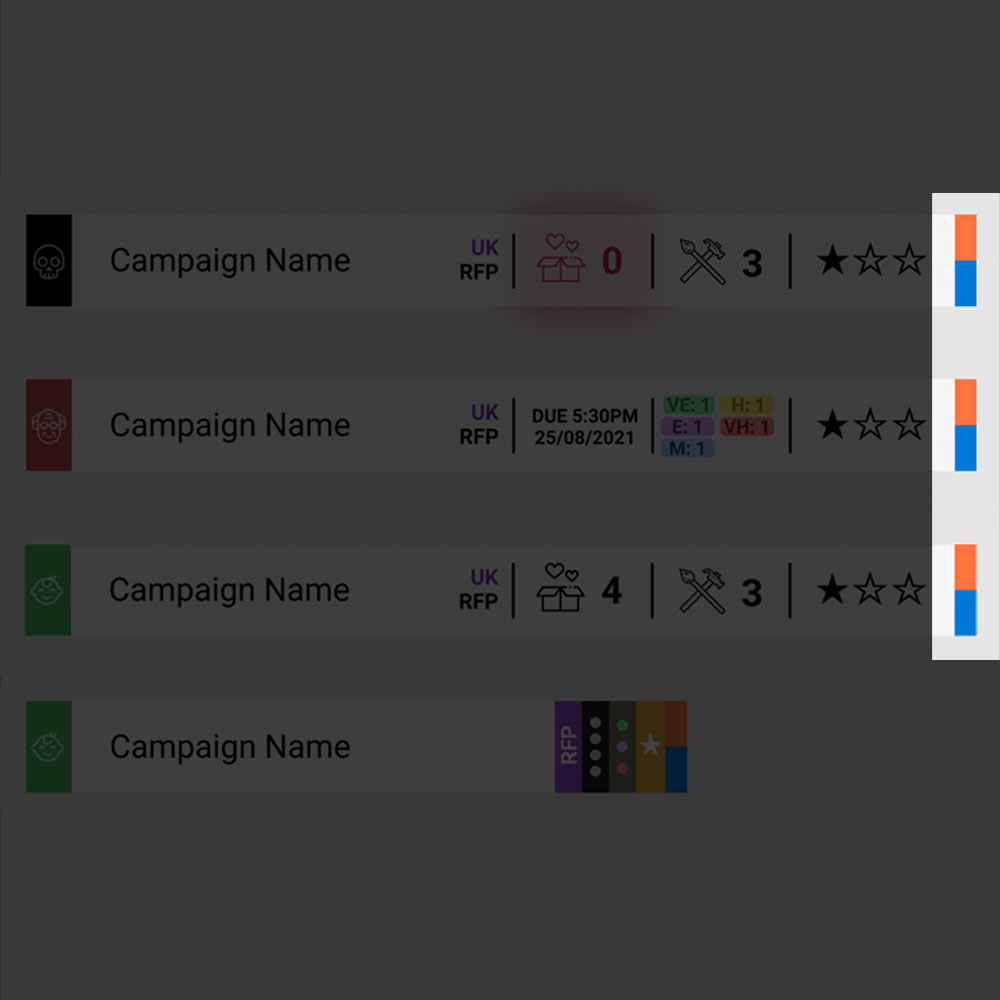 Campaign Name
UK
RFP
0
3
Campaign Name
UK
RFP
DUE 5:30PM
25/08/2021
VE: 1 H: 1
E: 1 VH: 1
M: 1
Campaign Name
UK
RFP
4
3
Campaign Name
RFP